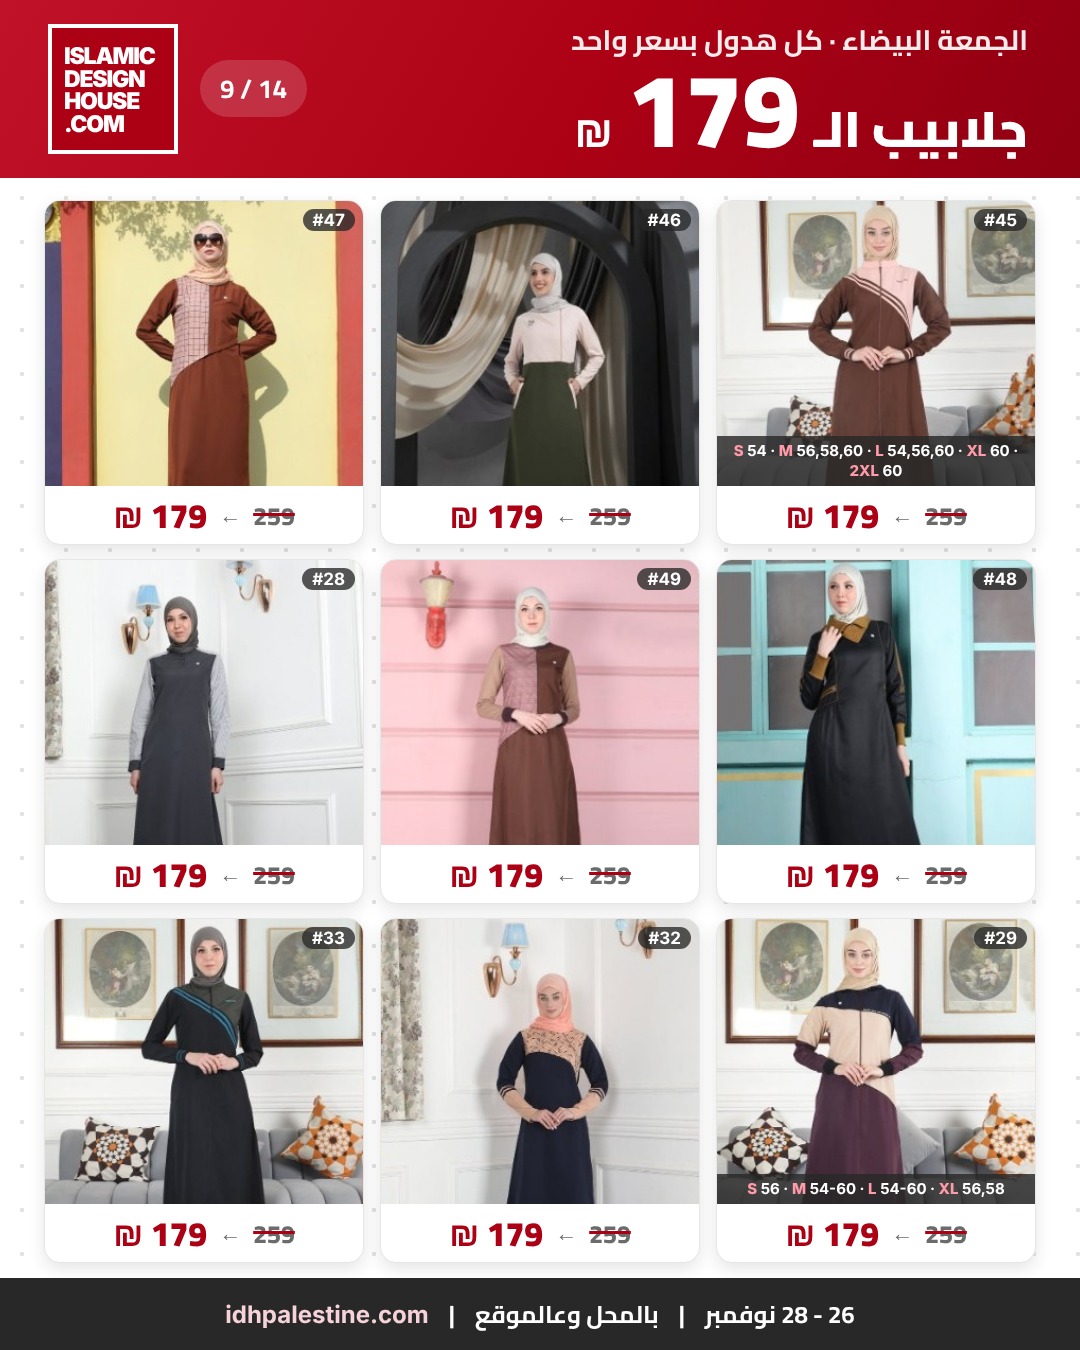 الجمعة البيضاء · كل هدول بسعر واحد
جلابيب الـ 179 ₪
9 / 14
ISLAMIC
DESIGN
HOUSE
.COM
#45
S 54 · M 56,58,60 · L 54,56,60 · XL 60 ·
2XL 60
259 ← 179 ₪
#46
259 ← 179 ₪
#47
259 ← 179 ₪
#48
259 ← 179 ₪
#49
259 ← 179 ₪
#28
259 ← 179 ₪
#29
S 56 · M 54-60 · L 54-60 · XL 56,58
259 ← 179 ₪
#32
259 ← 179 ₪
#33
259 ← 179 ₪
26 - 28 نوفمبر | بالمحل وعالموقع | idhpalestine.com